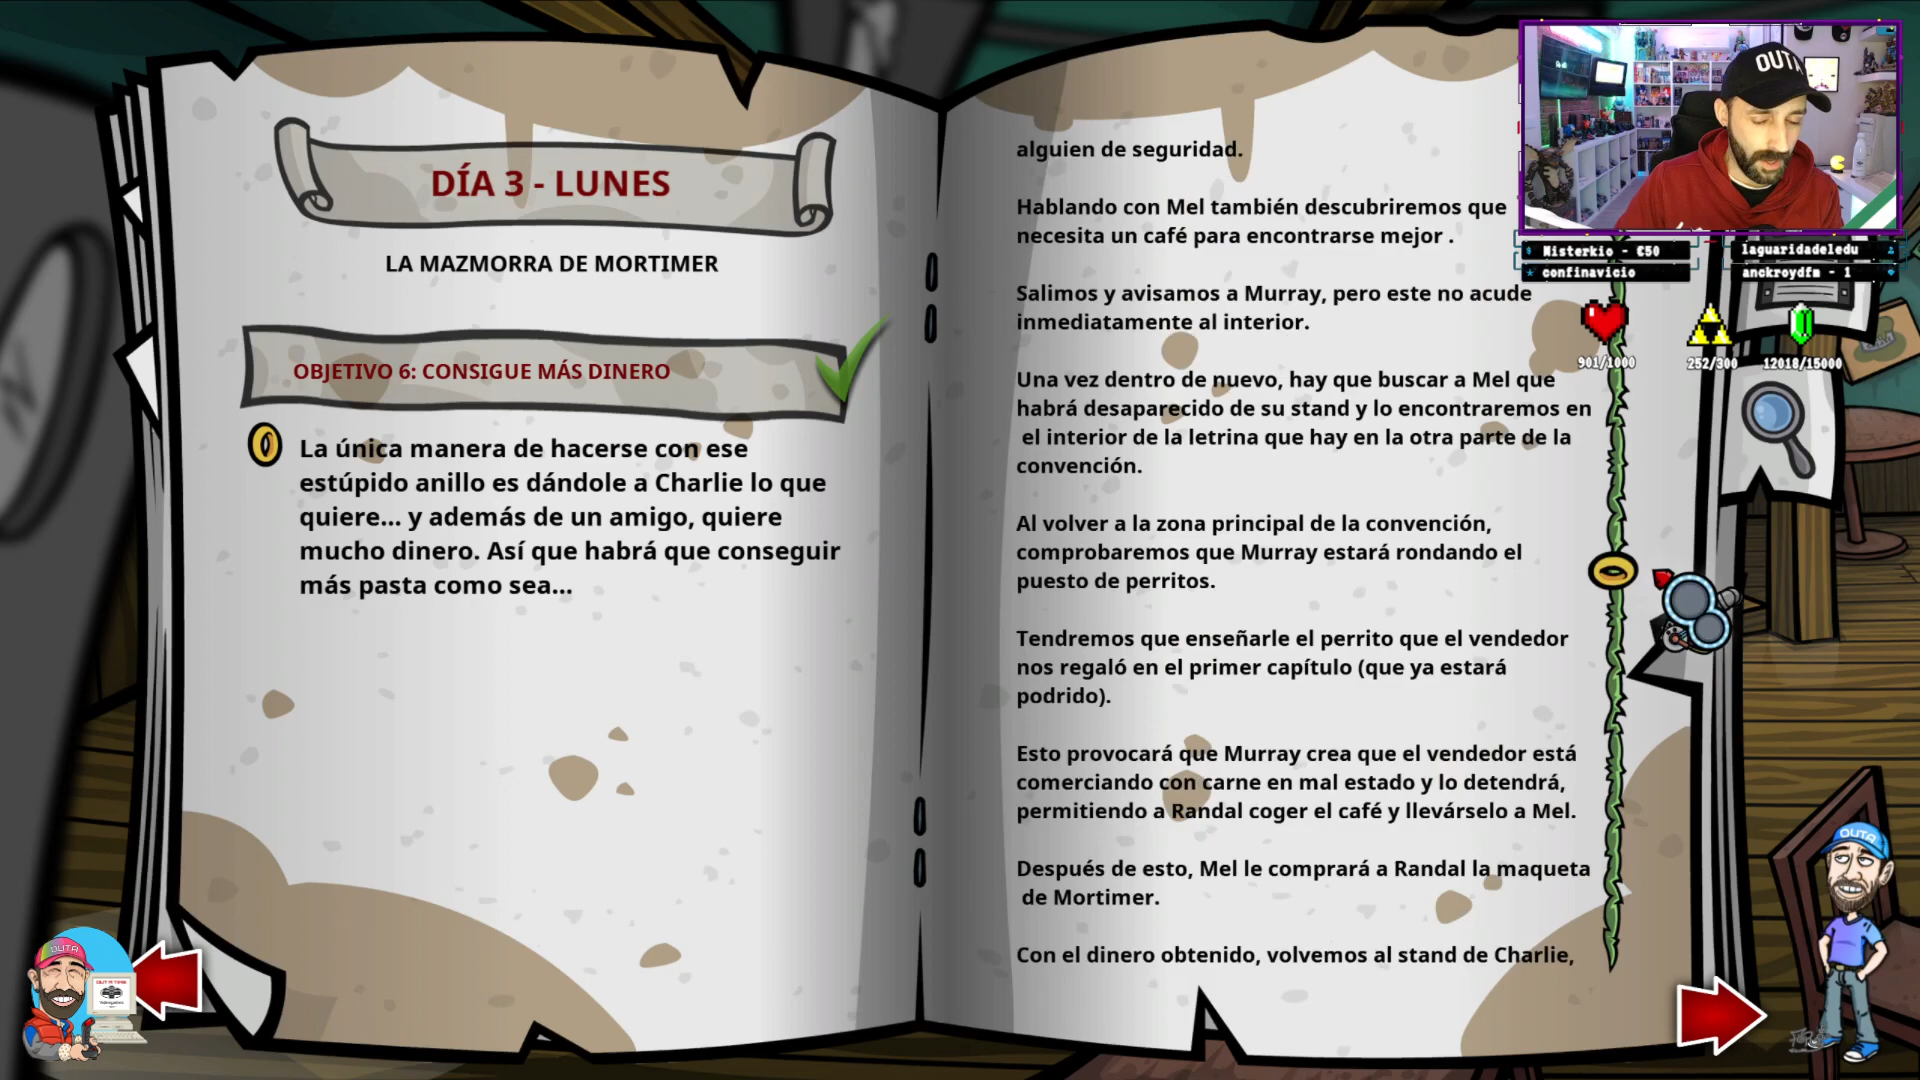 DÍA 3 - LUNES
LA MAZMORRA DE MORTIMER
OBJETIVO 6: CONSIGUE MÁS DINERO
La única manera de hacerse con ese
estúpido anillo es dándole a Charlie lo que
quiere... y además de un amigo, quiere
mucho dinero. Así que habrá que conseguir
más pasta como sea...
alguien de seguridad.
Hablando con Mel también descubriremos que
necesita un café para encontrarse mejor .
Salimos y avisamos a Murray, pero este no acude
inmediatamente al interior.
Una vez dentro de nuevo, hay que buscar a Mel que
habrá desaparecido de su stand y lo encontraremos en
el interior de la letrina que hay en la otra parte de la
convención.
Al volver a la zona principal de la convención,
comprobaremos que Murray estará rondando el
puesto de perritos.
Tendremos que enseñarle el perrito que el vendedor
nos regaló en el primer capítulo (que ya estará
podrido).
Esto provocará que Murray crea que el vendedor está
comerciando con carne en mal estado y lo detendrá,
permitiendo a Randal coger el café y llevárselo a Mel.
Después de esto, Mel le comprará a Randal la maqueta
de Mortimer.
Con el dinero obtenido, volvemos al stand de Charlie,
OUTA
Misterkio - €50
laguaridadeledu
confinavicio
anckroydfm - 1
901/1000
252/300
12018/15000
OUTA
OUTA